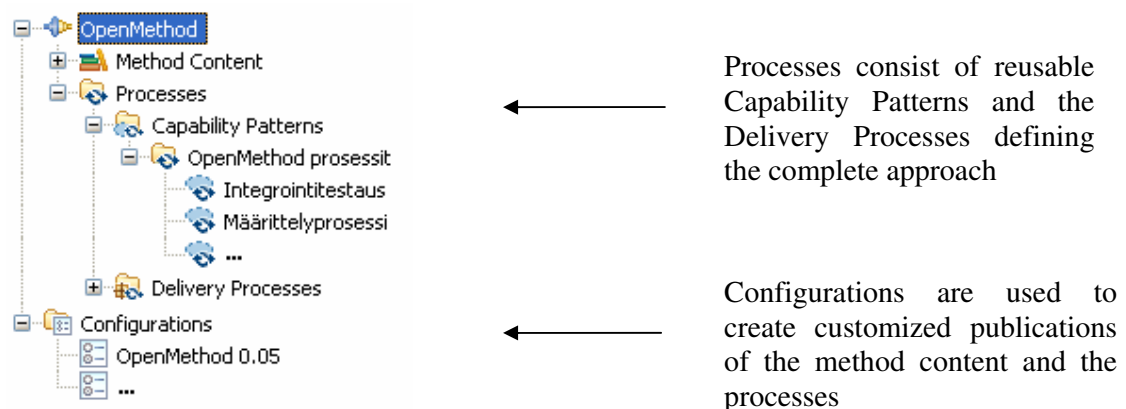 OpenMethod
Method Content
Processes
Capability Patterns
OpenMethod prosessit
Integrointitestaus
Määrittelyprosessi
...
Delivery Processes
Configurations
OpenMethod 0.05
...
Processes consist of reusable
Capability Patterns and the
Delivery Processes defining
the complete approach
Configurations are used to
create customized publications
of the method content and the
processes